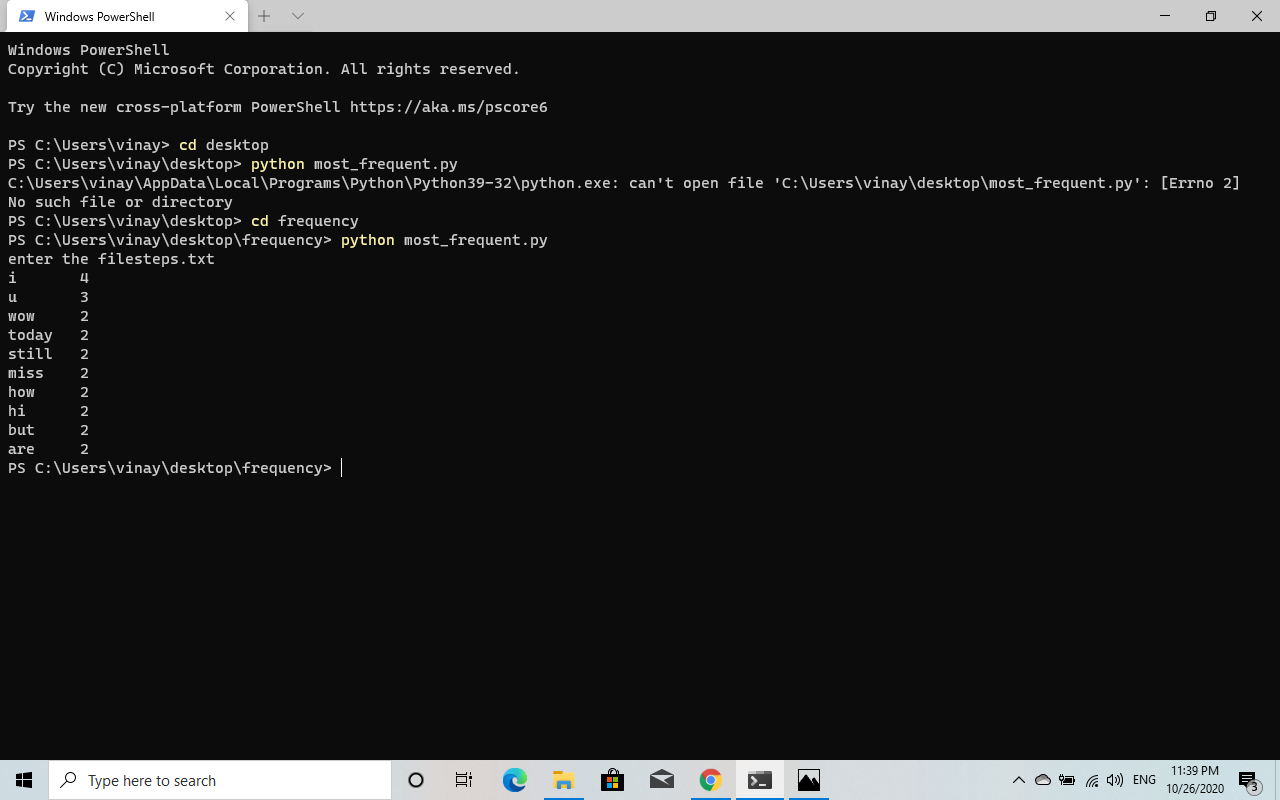 Windows PowerShell
Windows PowerShell
Copyright (C) Microsoft Corporation. All rights reserved.
Try the new cross-platform PowerShell https://aka.ms/pscore6
PS C:\Users\vinay> cd desktop
PS C:\Users\vinay\desktop> python most_frequent.py
C:\Users\vinay\AppData\Local\Programs\Python\Python39-32\python.exe: can't open file 'C:\Users\vinay\desktop\most_frequent.py': [Errno 2]
No such file or directory
PS C:\Users\vinay\desktop> cd frequency
PS C:\Users\vinay\desktop\frequency> python most_frequent.py
enter the filesteps.txt
i 4
u 3
wow 2
today 2
still 2
miss 2
how 2
hi 2
but 2
are 2
PS C:\Users\vinay\desktop\frequency>
Type here to search
ENG
11:39 PM
10/26/2020
3